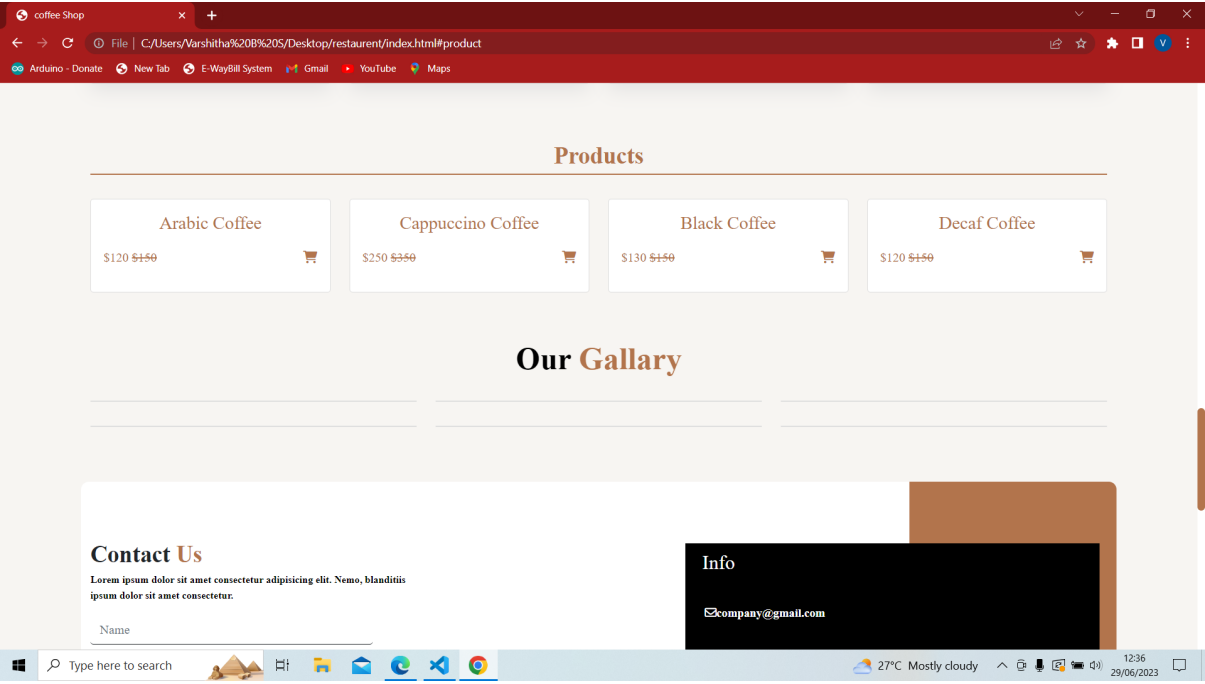 coffee Shop
File | C:/Users/Varshitha%20B%20S/Desktop/restaurent/index.html#product
Arduino - Donate New Tab E-WayBill System Gmail YouTube Maps
V
Products
Arabic Coffee Cappuccino Coffee Black Coffee Decaf Coffee
$120 $150 $250 $350 $130 $150 $120 $150
Our Gallary
Contact Us
Lorem ipsum dolor sit amet consectetur adipisicing elit. Nemo, blanditiis
ipsum dolor sit amet consectetur.
Name
Info
company@gmail.com
Type here to search
27°C Mostly cloudy
12:36
29/06/2023